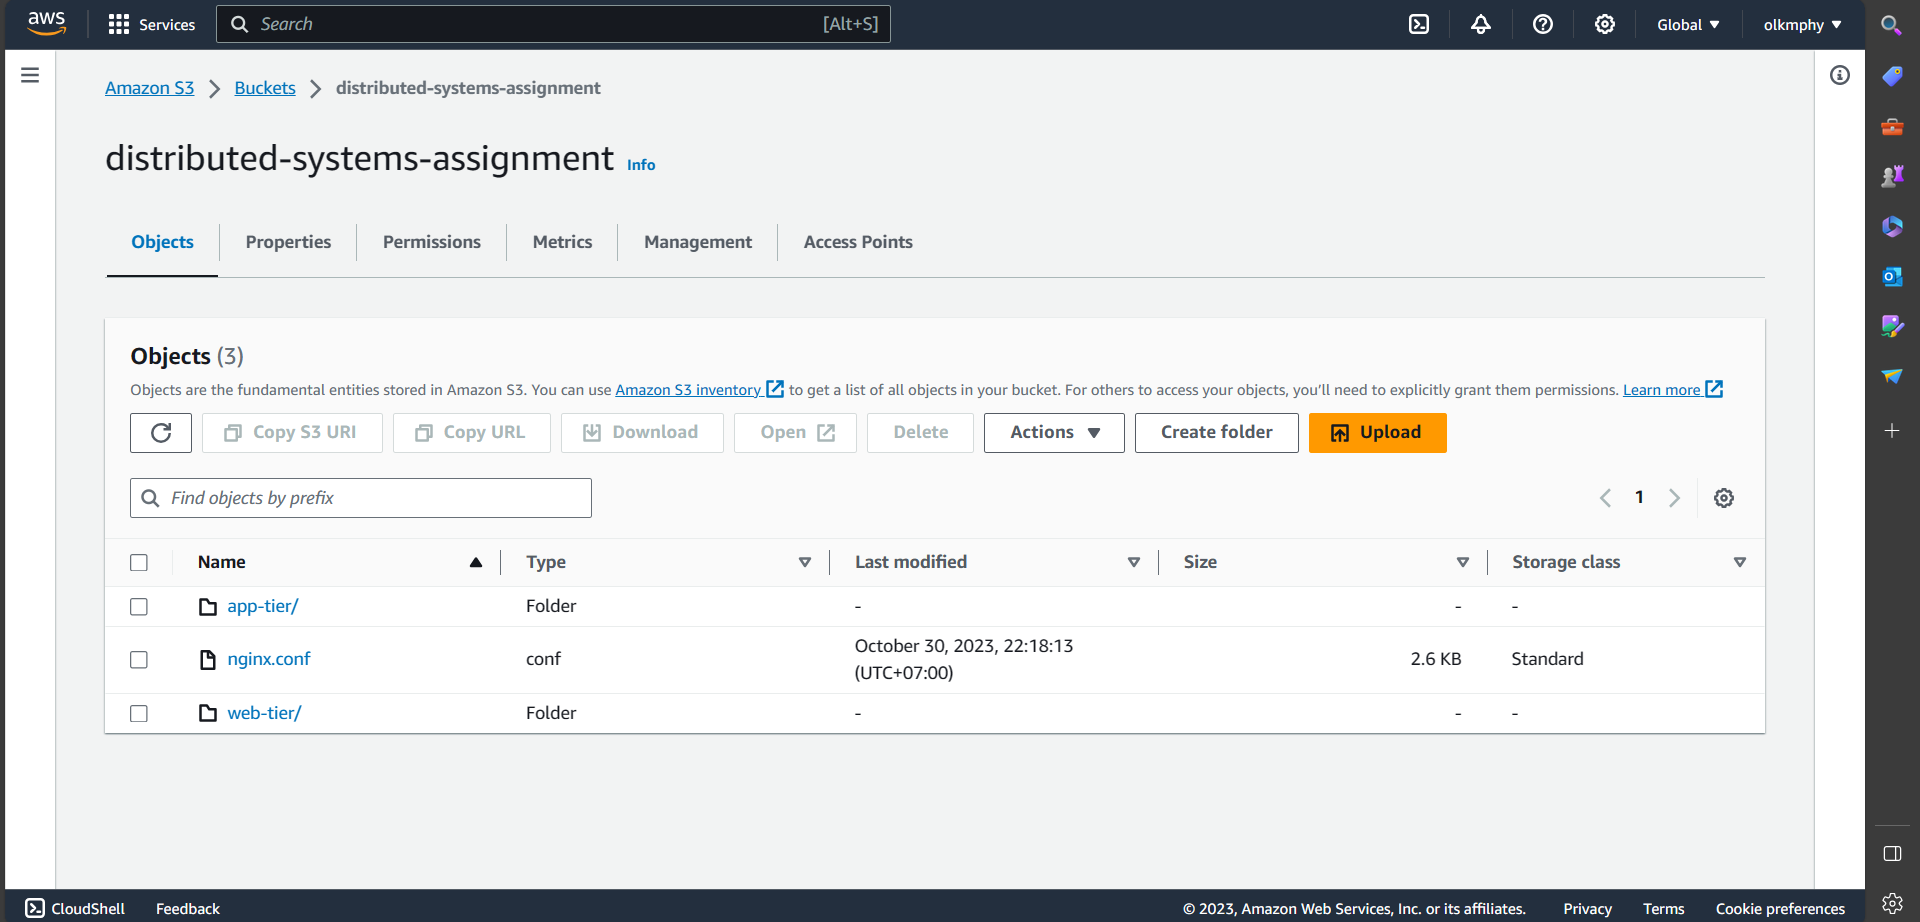 aws
Services
Search
[Alt+S]
Global
olkmphy
Amazon S3
Buckets
distributed-systems-assignment
distributed-systems-assignment
Info
Objects
Properties
Permissions
Metrics
Management
Access Points
Objects (3)
Objects are the fundamental entities stored in Amazon S3. You can use Amazon S3 inventory to get a list of all objects in your bucket. For others to access your objects, you’ll need to explicitly grant them permissions. Learn more
Copy S3 URI
Copy URL
Download
Open
Delete
Actions
Create folder
Upload
Find objects by prefix
1
Name
Type
Last modified
Size
Storage class
app-tier/
Folder
-
-
-
nginx.conf
conf
October 30, 2023, 22:18:13
(UTC+07:00)
2.6 KB
Standard
web-tier/
Folder
-
-
-
CloudShell
Feedback
© 2023, Amazon Web Services, Inc. or its affiliates.
Privacy
Terms
Cookie preferences